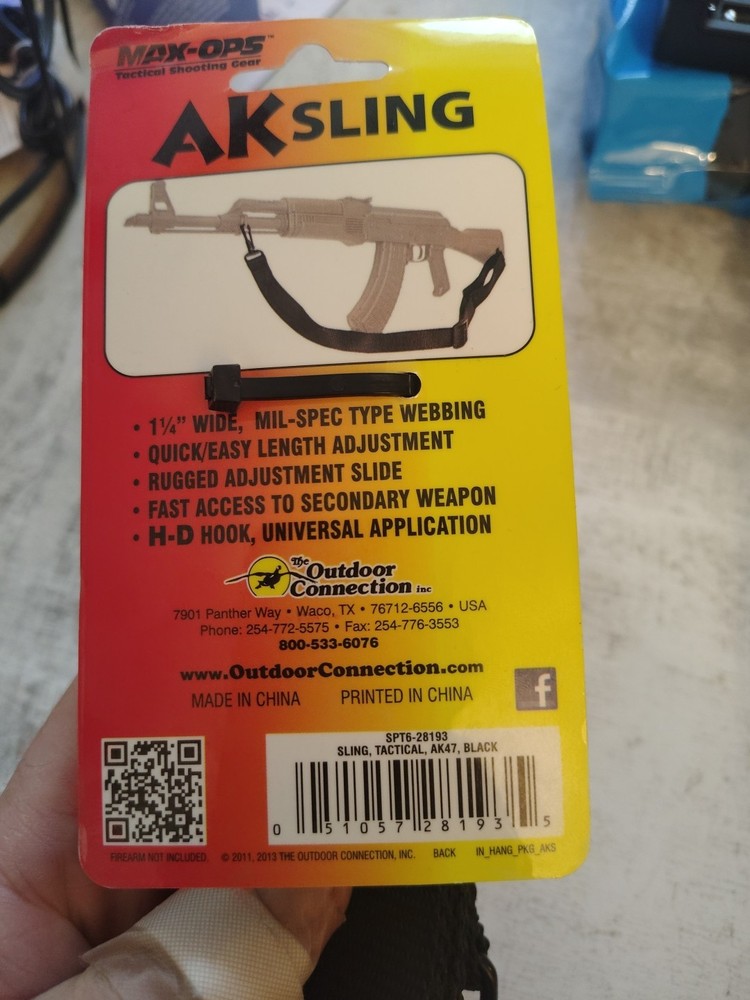 MAX-OPS™
Tactical Shooting Gear
AK SLING
• 1¼" WIDE, MIL-SPEC TYPE WEBBING
• QUICK/EASY LENGTH ADJUSTMENT
• RUGGED ADJUSTMENT SLIDE
• FAST ACCESS TO SECONDARY WEAPON
• H-D HOOK, UNIVERSAL APPLICATION
The Outdoor
Connection inc
7901 Panther Way • Waco, TX • 76712-6556 • USA
Phone: 254-772-5575 • Fax: 254-776-3553
800-533-6076
www.OutdoorConnection.com
MADE IN CHINA PRINTED IN CHINA
f
SPT6-28193
SLING, TACTICAL, AK47, BLACK
0 51057 28193 5
FIREARM NOT INCLUDED. © 2011, 2013 THE OUTDOOR CONNECTION, INC. BACK IN_HANG_PKG_AKS